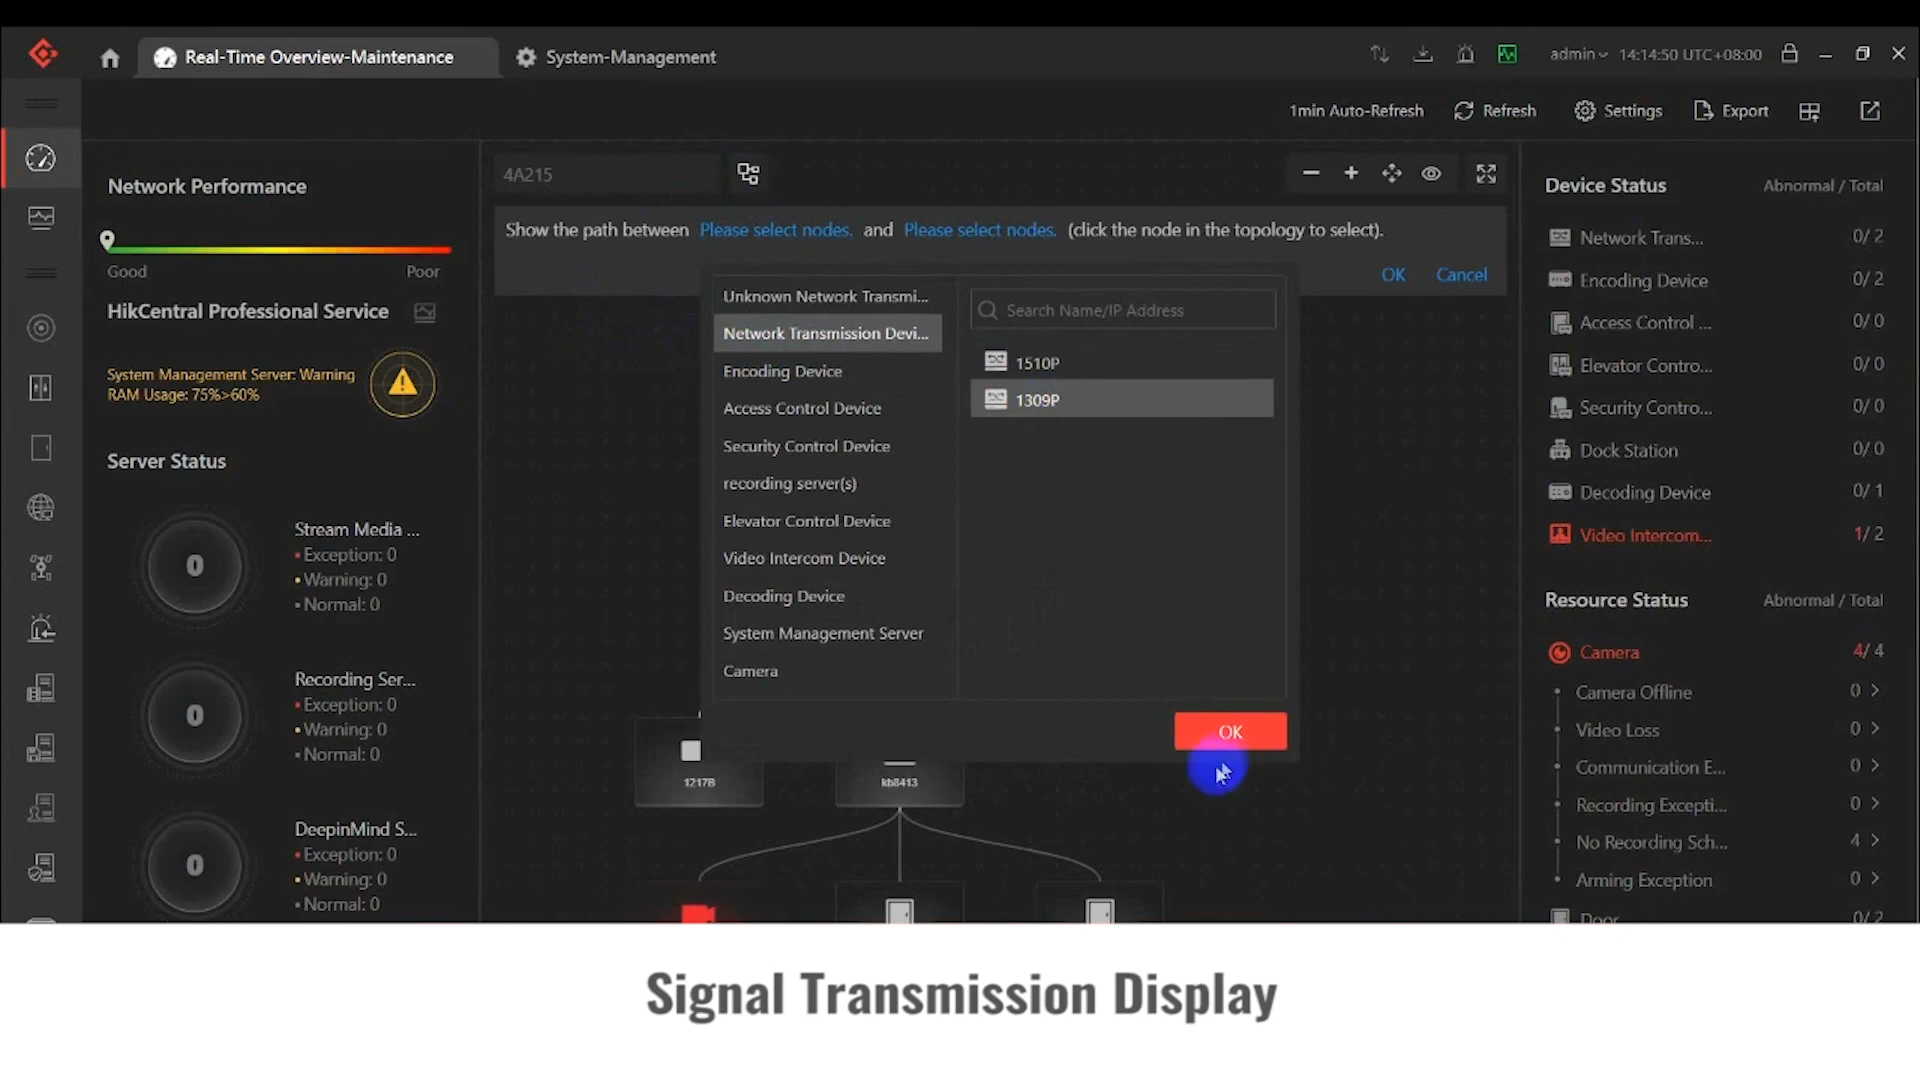 Real-Time Overview-Maintenance
System-Management
admin
14:14:50 UTC+08:00
1min Auto-Refresh
Refresh
Settings
Export
Network Performance
Good
Poor
HikCentral Professional Service
System Management Server: Warning
RAM Usage: 75%>60%
Server Status
0
Stream Media ...
Exception: 0
Warning: 0
Normal: 0
0
Recording Ser...
Exception: 0
Warning: 0
Normal: 0
0
DeepinMind S...
Exception: 0
Warning: 0
Normal: 0
4A215
Show the path between Please select nodes. and Please select nodes. (click the node in the topology to select).
OK
Cancel
Unknown Network Transmi...
Network Transmission Devi...
Encoding Device
Access Control Device
Security Control Device
recording server(s)
Elevator Control Device
Video Intercom Device
Decoding Device
System Management Server
Camera
Search Name/IP Address
1510P
1309P
OK
1217B
kb8413
Device Status
Abnormal / Total
Network Trans... 0/ 2
Encoding Device 0/ 2
Access Control ... 0/ 0
Elevator Contro... 0/ 0
Security Contro... 0/ 0
Dock Station 0/ 0
Decoding Device 0/ 1
Video Intercom... 1/ 2
Resource Status
Abnormal / Total
Camera 4/ 4
Camera Offline 0
Video Loss 0
Communication E... 0
Recording Excepti... 0
No Recording Sch... 4
Arming Exception 0
Door 0/ 2
Signal Transmission Display